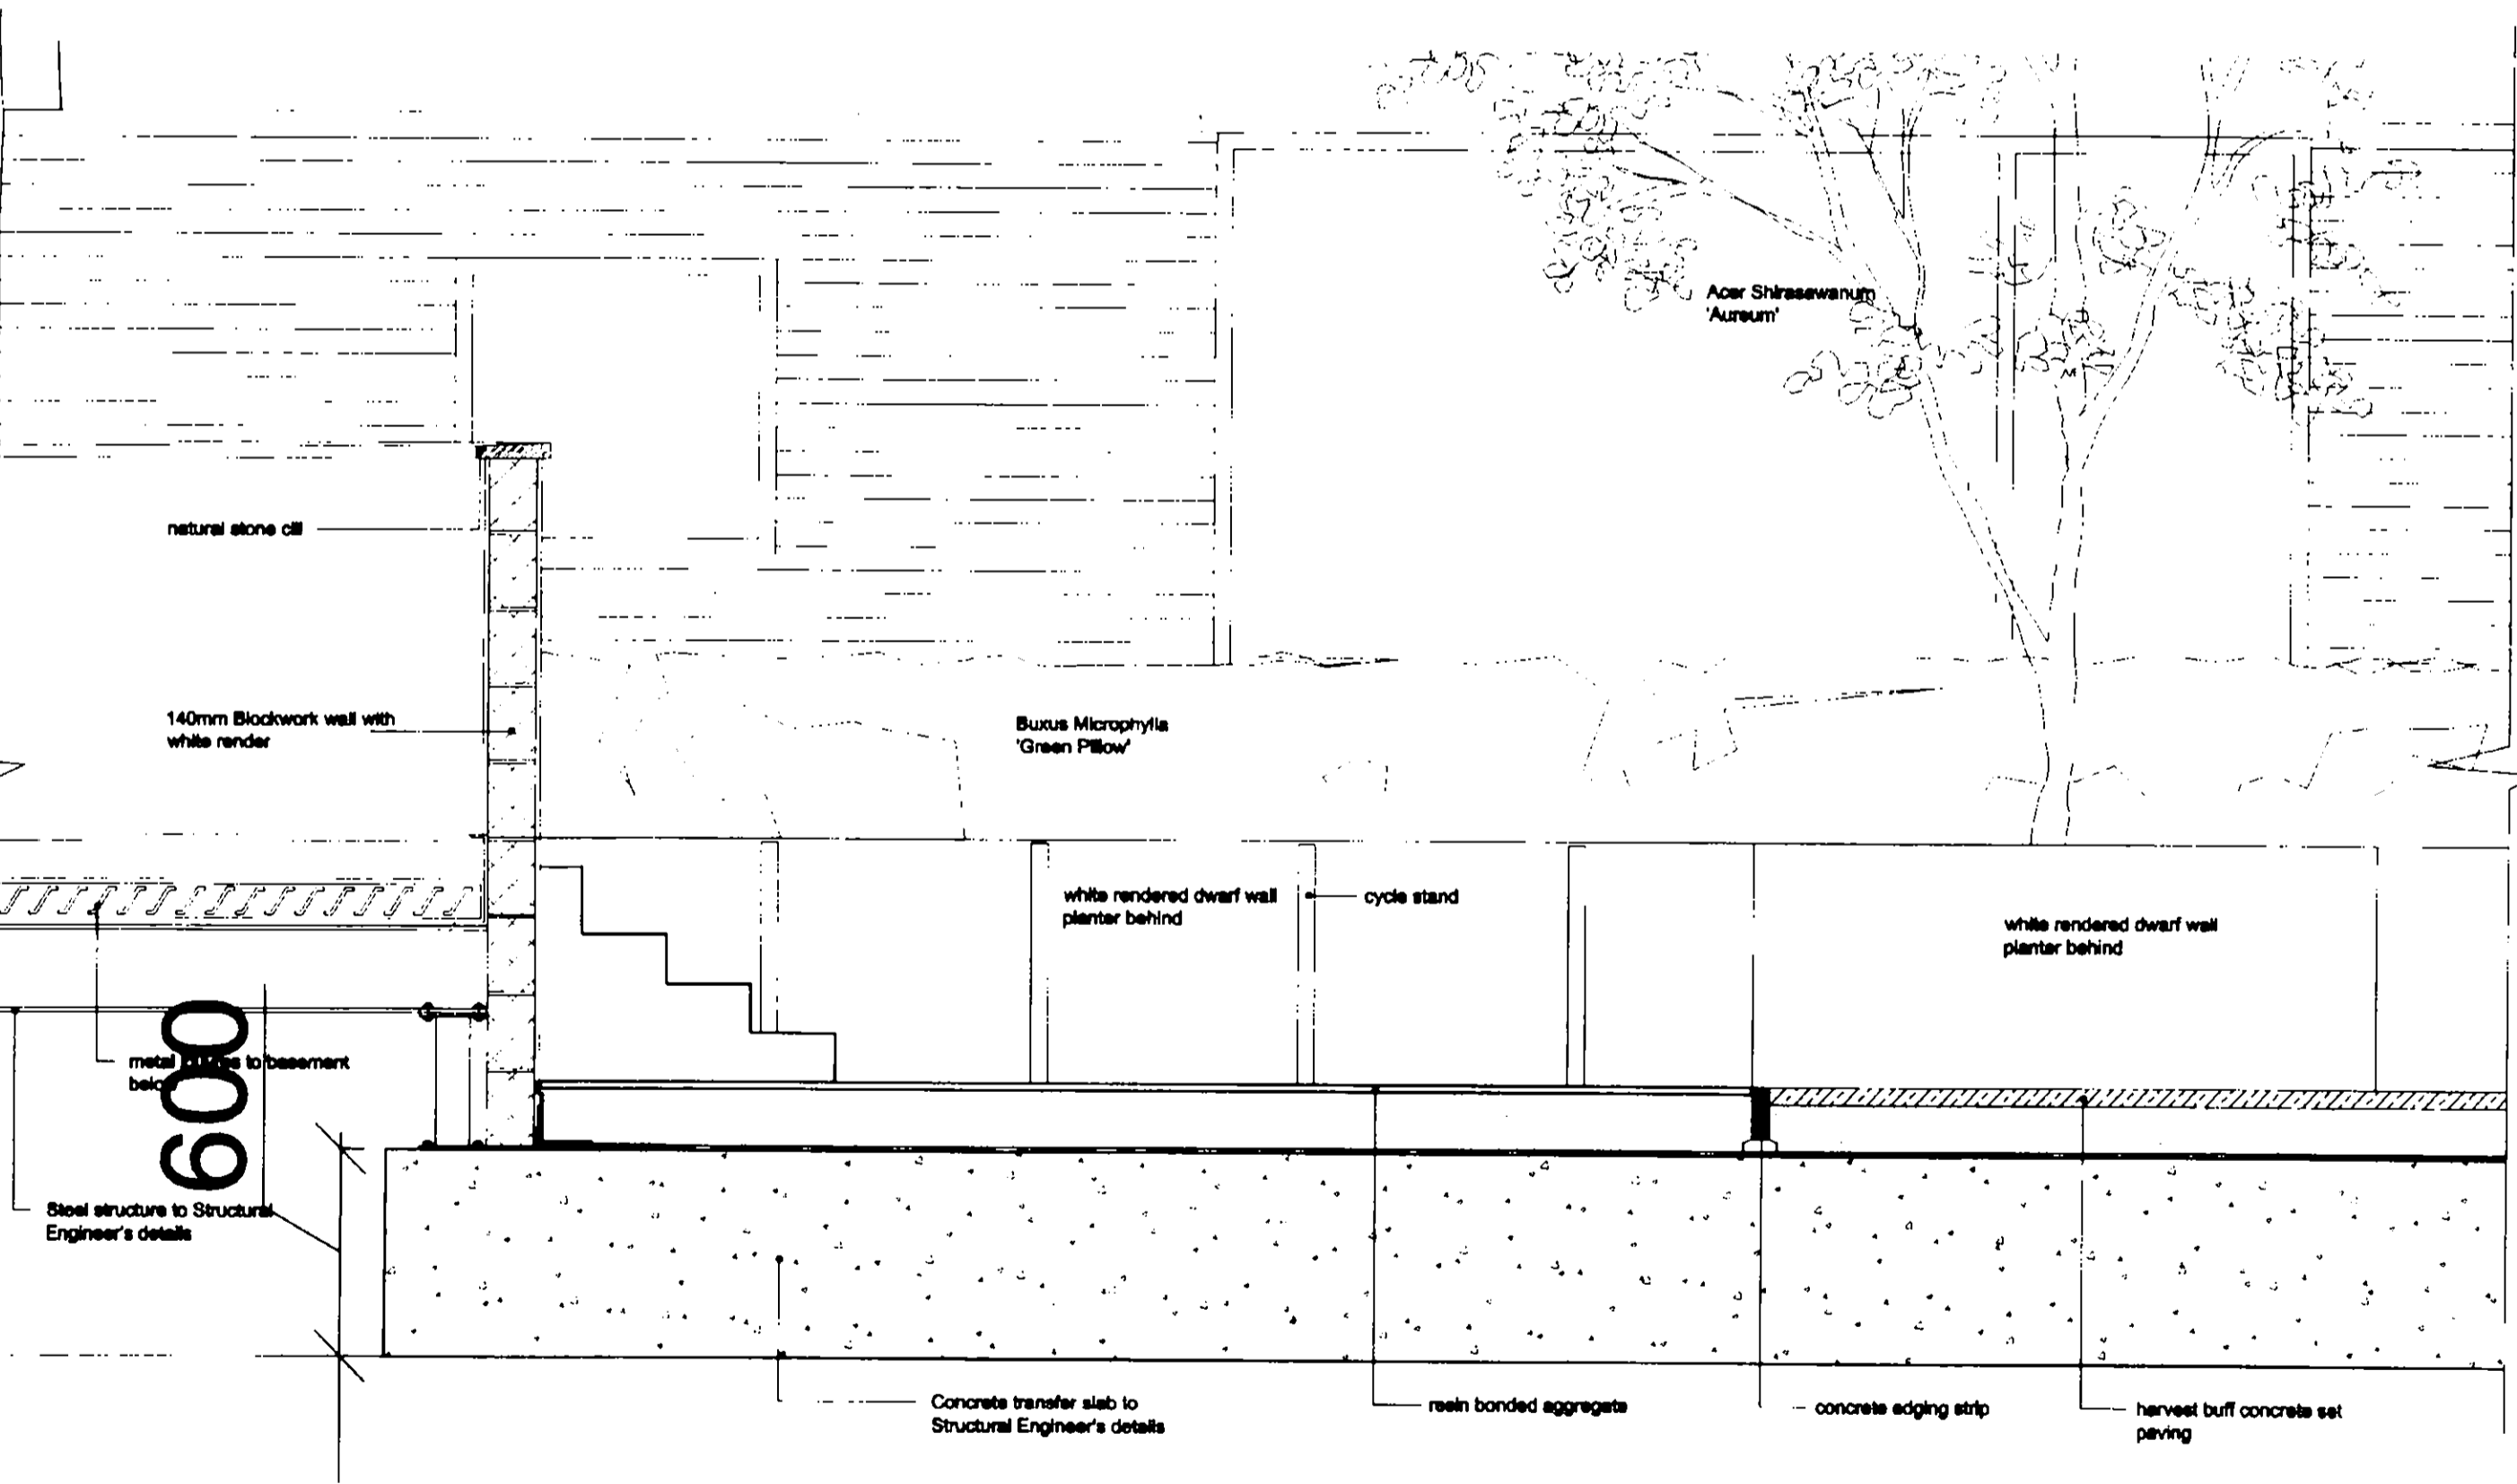 Acer Shirasawanum
'Aureum'
natural stone cill
140mm Blockwork wall with
white render
Buxus Microphylla
'Green Pillow'
white rendered dwarf wall
planter behind
cycle stand
white rendered dwarf wall
planter behind
metal to basement
below
600
Steel structure to Structural
Engineer's details
Concrete transfer slab to
Structural Engineer's details
resin bonded aggregate
concrete edging strip
harvest buff concrete set
paving